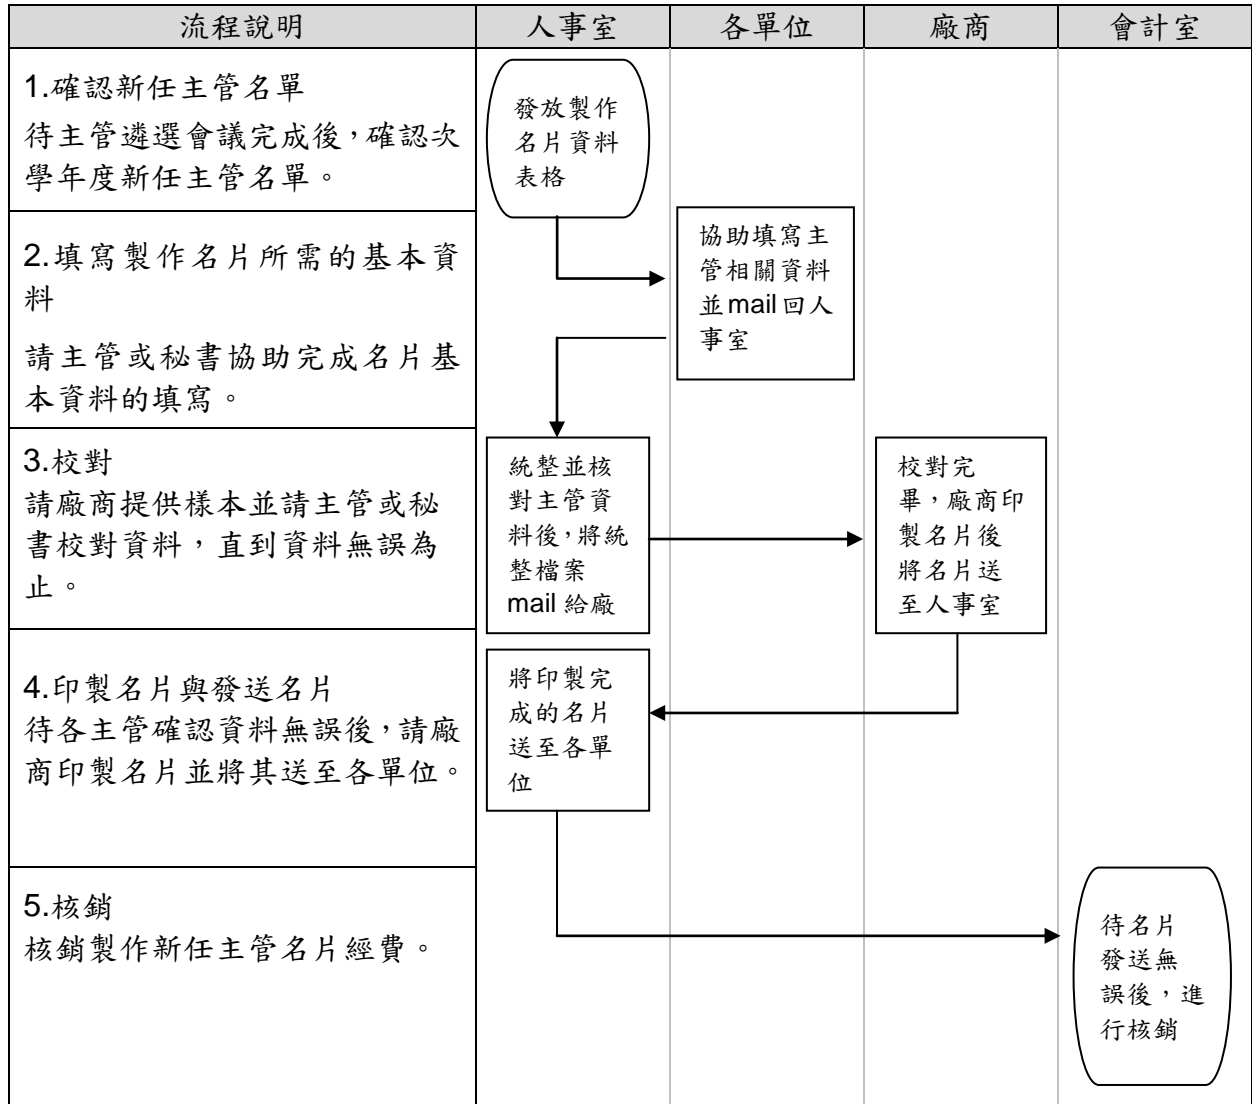 流程說明
人事室
各單位
廠商
會計室
1.確認新任主管名單
待主管遴選會議完成後，確認次
學年度新任主管名單。
發放製作
名片資料
表格
2.填寫製作名片所需的基本資
料
請主管或秘書協助完成名片基
本資料的填寫。
協助填寫主
管相關資料
並mail回人
事室
3.校對
請廠商提供樣本並請主管或秘
書校對資料，直到資料無誤為
止。
統整並核
對主管資
料後，將統
整檔案
mail 給廠
校對完
畢，廠商印
製名片後
將名片送
至人事室
4.印製名片與發送名片
待各主管確認資料無誤後，請廠
商印製名片並將其送至各單位。
將印製完
成的名片
送至各單
位
5.核銷
核銷製作新任主管名片經費。
待名片
發送無
誤後，進
行核銷